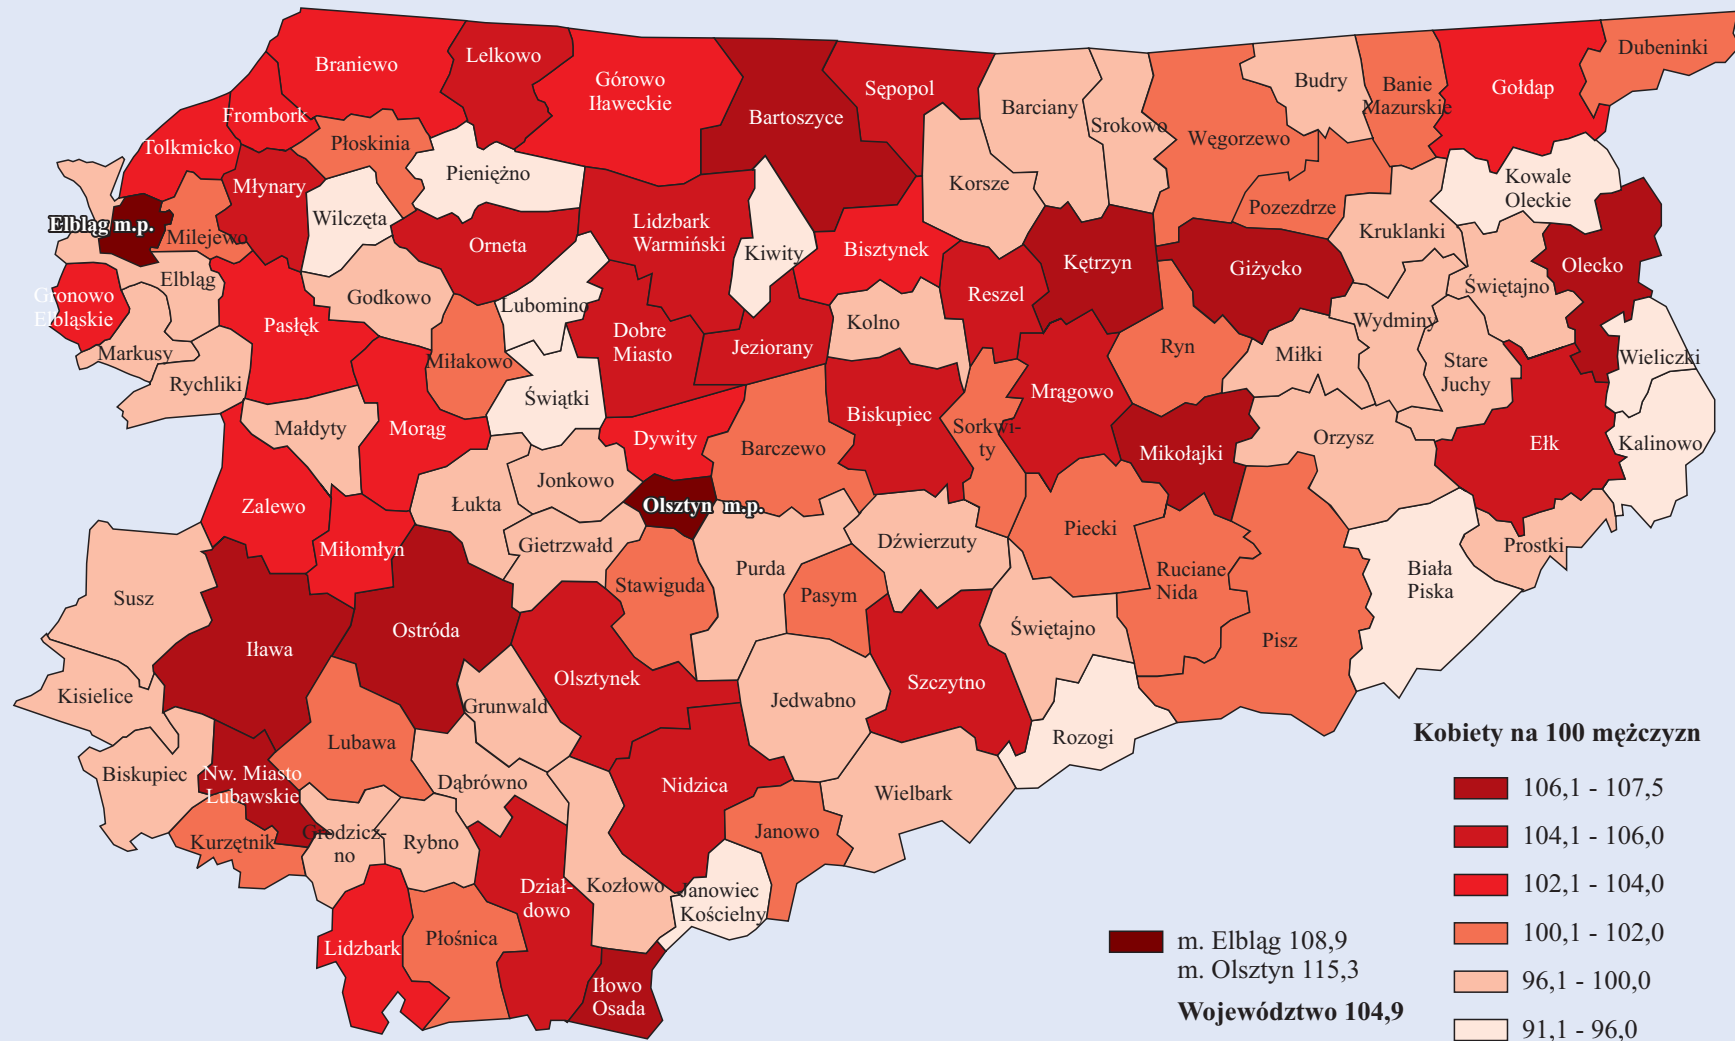 Braniewo
Lelkowo
Górowo
Iławeckie
Bartoszyce
Sępopol
Barciany
Srokowo
Węgorzewo
Budry
Banie
Mazurskie
Gołdap
Dubeninki
Frombork
Tolkmicko
Płoskinia
Młynary
Pieniężno
Wilczęta
Elbląg m.p.
Milejewo
Orneta
Lidzbark
Warmiński
Kiwity
Bisztynek
Korsze
Kętrzyn
Pozezdrze
Giżycko
Kruklanki
Kowale
Oleckie
Olecko
Świętajno
Elbląg
Gronowo
Elbląskie
Godkowo
Lubomino
Pasłęk
Markusy
Rychliki
Miłakowo
Dobre
Miasto
Jeziorany
Kolno
Reszel
Ryn
Wydminy
Miłki
Stare
Juchy
Wieliczki
Świątki
Małdyty
Morąg
Dywity
Barczewo
Biskupiec
Sorkwi-
ty
Mrągowo
Mikołajki
Orzysz
Ełk
Kalinowo
Zalewo
Łukta
Jonkowo
Olsztyn m.p.
Miłomłyn
Gietrzwałd
Dźwierzuty
Piecki
Prostki
Susz
Stawiguda
Purda
Pasym
Ruciane
Nida
Biała
Piska
Iława
Ostróda
Świętajno
Pisz
Kisielice
Olsztynek
Szczytno
Grunwald
Jedwabno
Rozogi
Lubawa
Biskupiec
Nw. Miasto
Lubawskie
Dąbrówno
Nidzica
Wielbark
Kurzętnik
Grodzicz-
no
Rybno
Janowo
Dział-
dowo
Kozłowo
Janowiec
Kościelny
Lidzbark
Płośnica
Iłowo
Osada
Kobiety na 100 mężczyzn
106,1 - 107,5
104,1 - 106,0
102,1 - 104,0
100,1 - 102,0
96,1 - 100,0
91,1 - 96,0
m. Elbląg 108,9
m. Olsztyn 115,3
Województwo 104,9